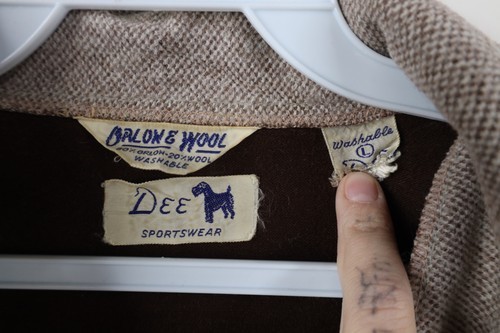 ORLON & WOOL
80% ORLON-20% WOOL
WASHABLE
Washable
L
DEE
SPORTSWEAR